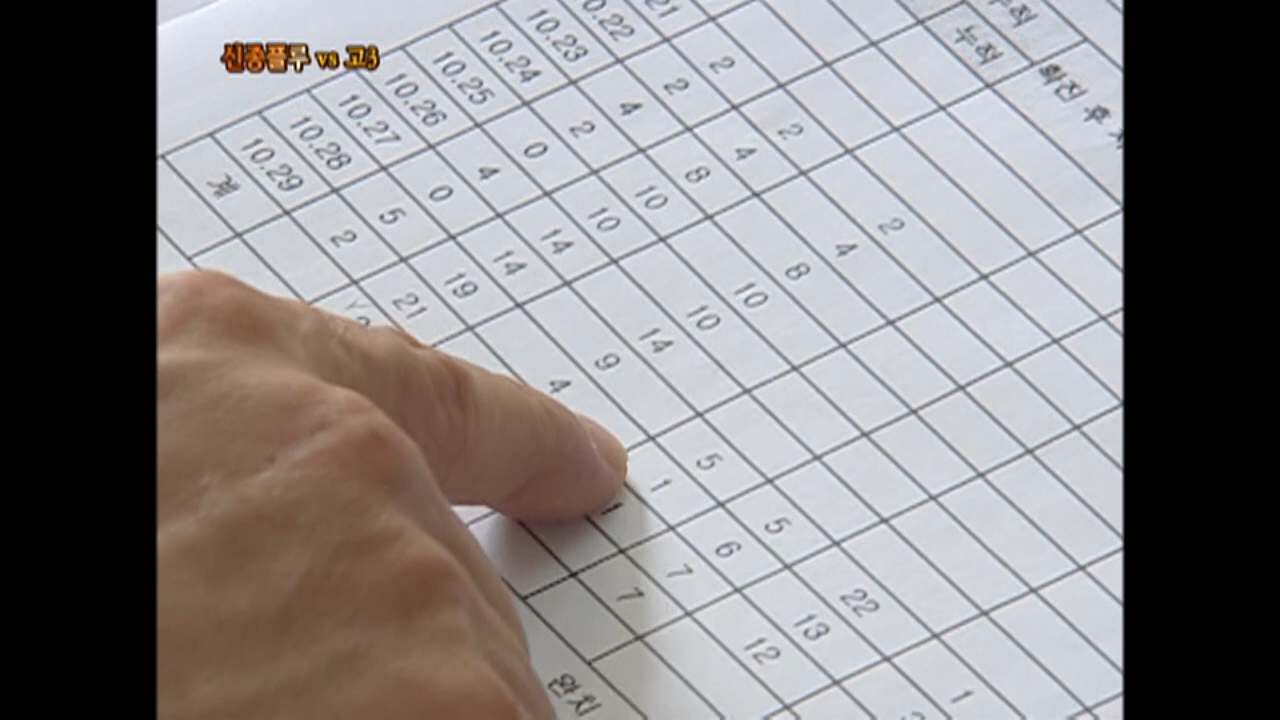 신종플루 vs 고3
누적
확진 후
21 2 2 2
10.22 2 4 4
10.23 4 8 8
10.24 2 10 10
10.25 0 10 10
10.26 4 14 14
10.27 0 14 9 5 5 22 1
10.28 5 19 4 1 6 13
10.29 2 21 7 12
계 7
완치